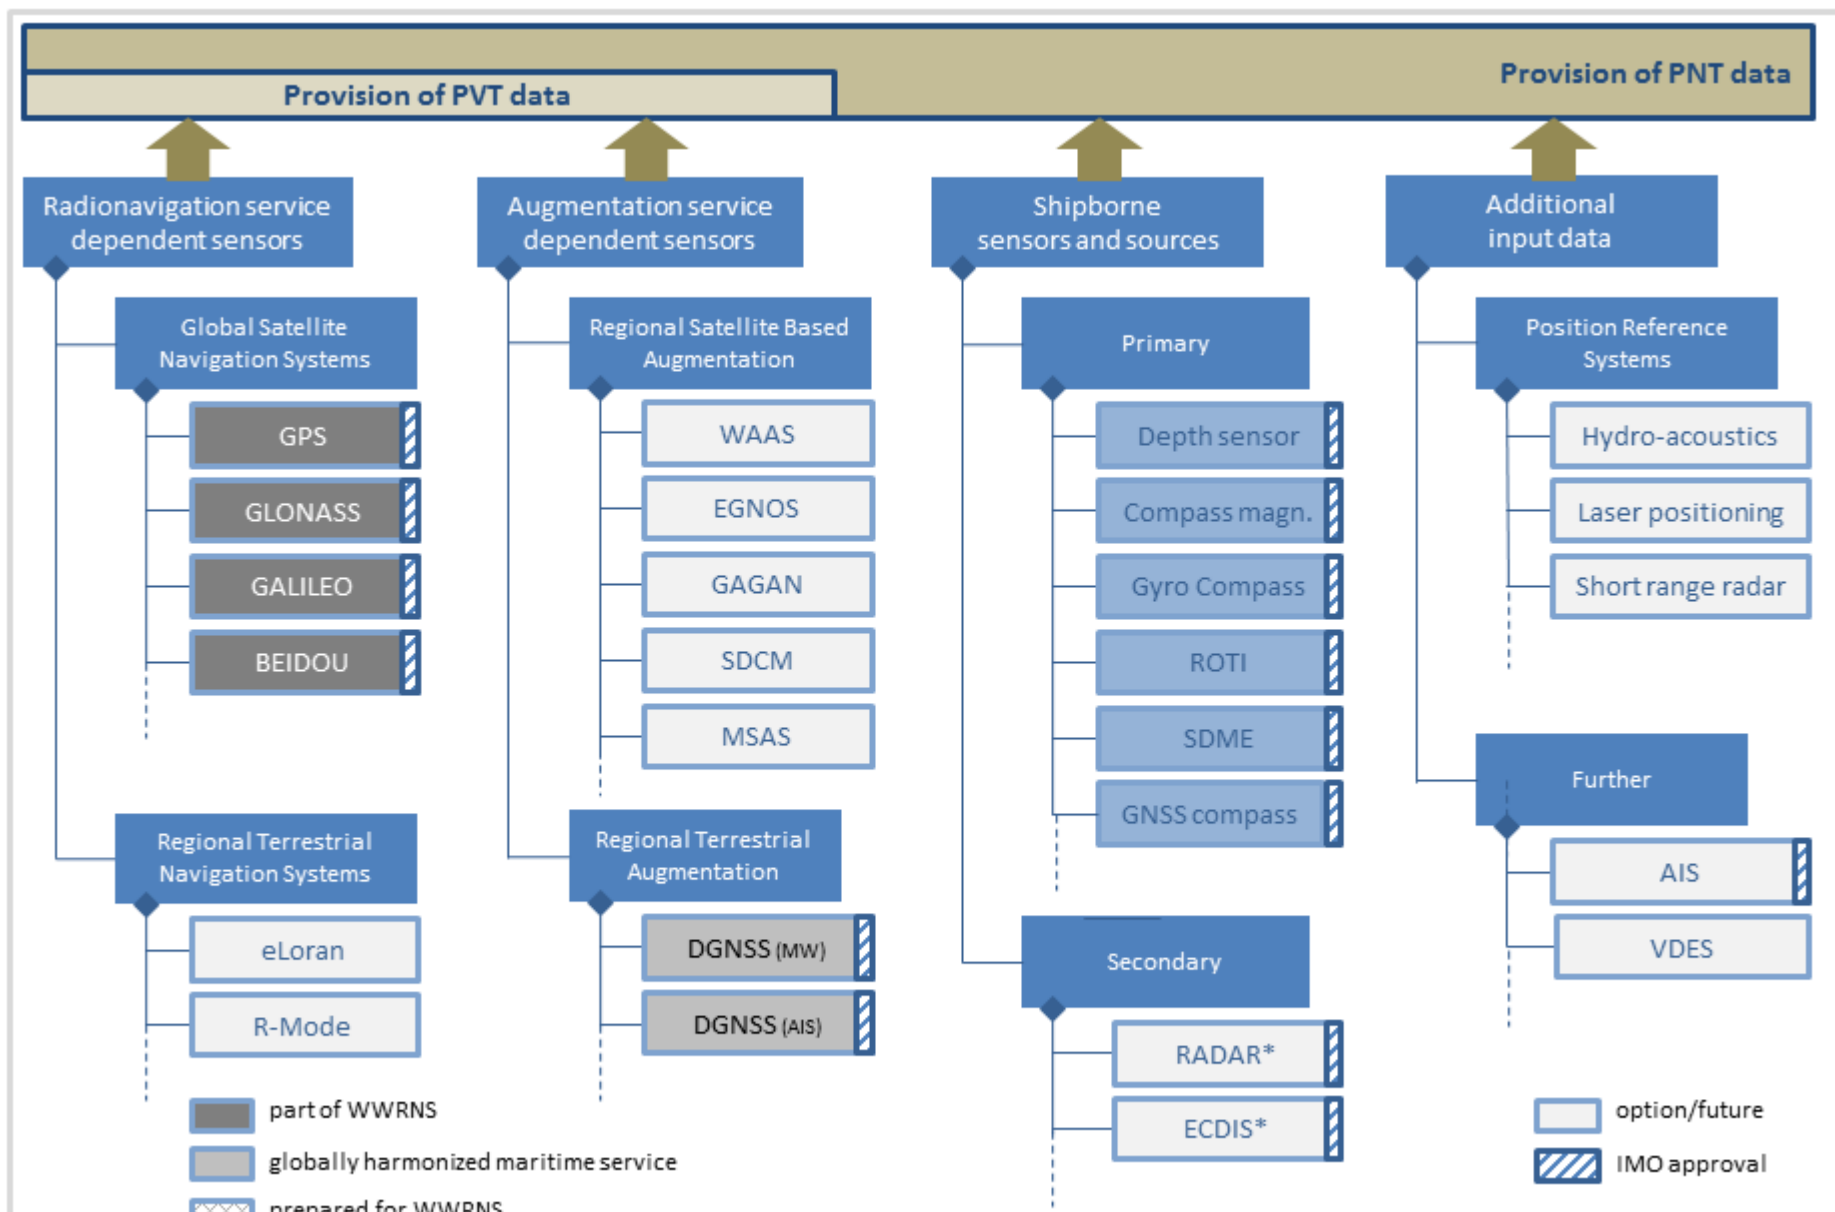 Provision of PNT data
Provision of PVT data
Radionavigation service
dependent sensors
Global Satellite
Navigation Systems
GPS
GLONASS
GALILEO
BEIDOU
Regional Terrestrial
Navigation Systems
eLoran
R-Mode
Augmentation service
dependent sensors
Regional Satellite Based
Augmentation
WAAS
EGNOS
GAGAN
SDCM
MSAS
Regional Terrestrial
Augmentation
DGNSS (MW)
DGNSS (AIS)
Shipborne
sensors and sources
Primary
Depth sensor
Compass magn.
Gyro Compass
ROTI
SDME
GNSS compass
Secondary
RADAR*
ECDIS*
Additional
input data
Position Reference
Systems
Hydro-acoustics
Laser positioning
Short range radar
Further
AIS
VDES
part of WWRNS
globally harmonized maritime service
prepared for WWRNS
option/future
IMO approval